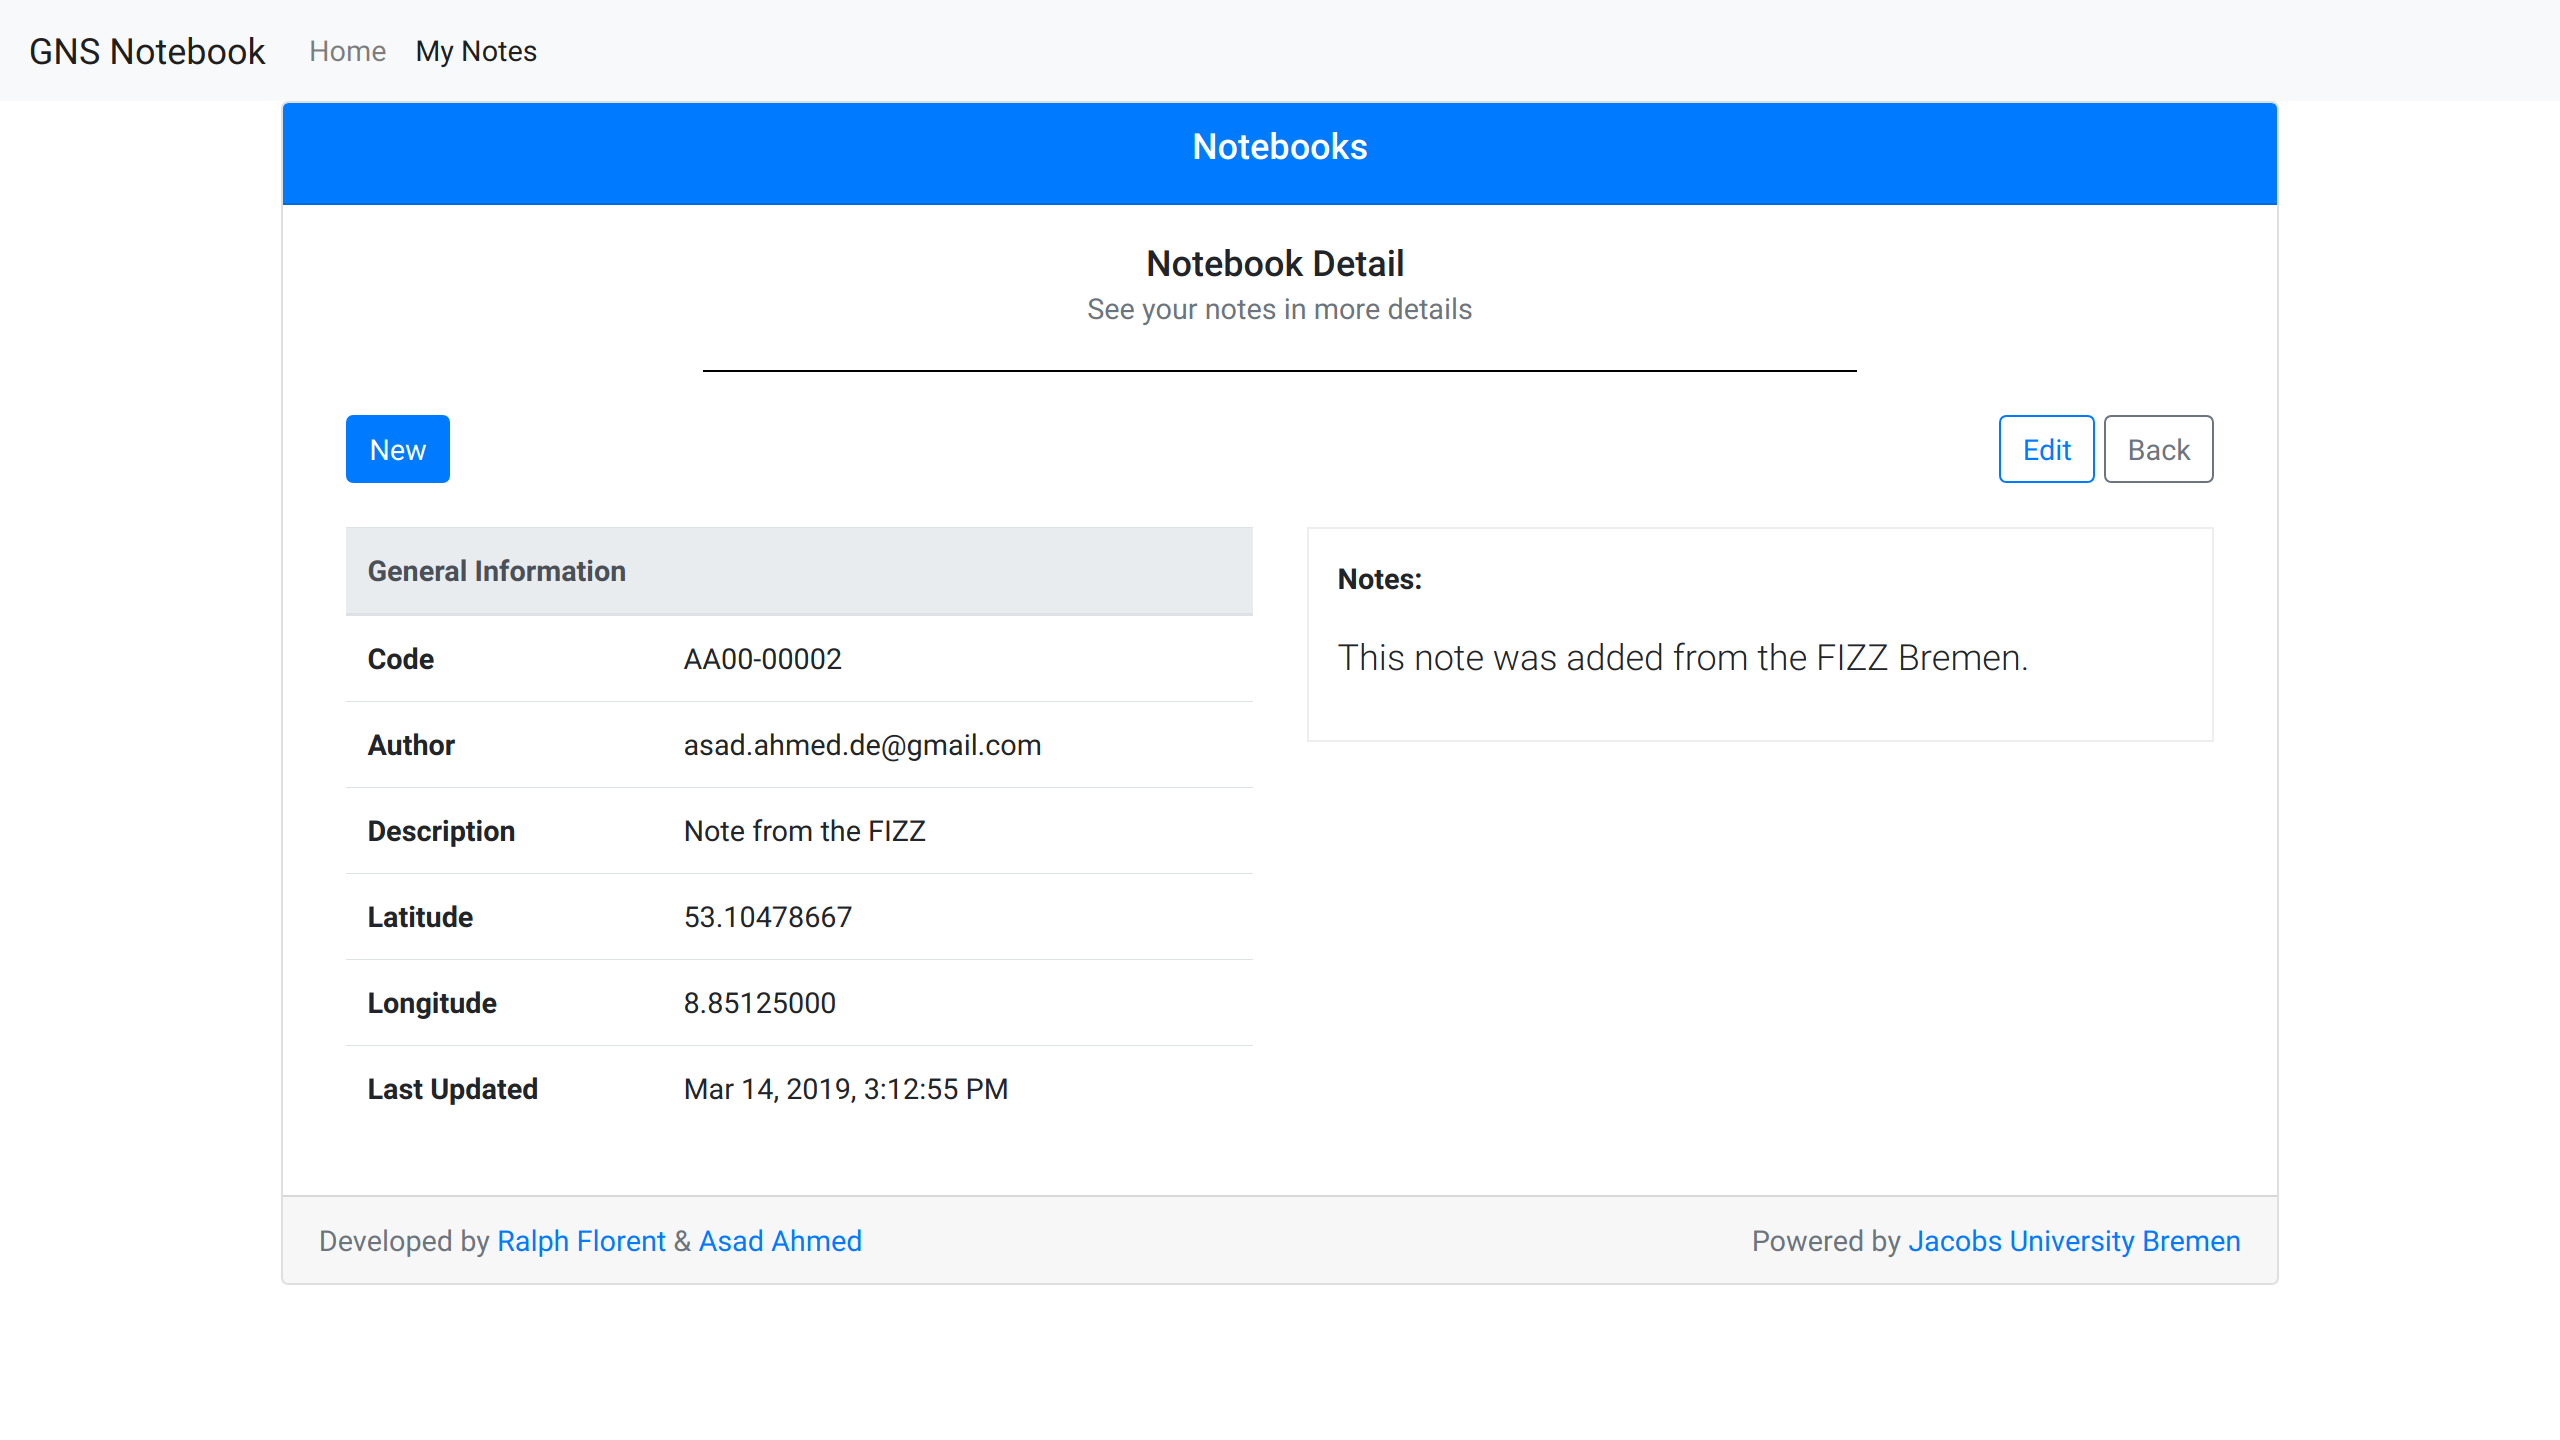 GNS Notebook Home My Notes
Notebooks
Notebook Detail
See your notes in more details
New Edit Back
General Information
Code AA00-00002
Author asad.ahmed.de@gmail.com
Description Note from the FIZZ
Latitude 53.10478667
Longitude 8.85125000
Last Updated Mar 14, 2019, 3:12:55 PM
Notes:
This note was added from the FIZZ Bremen.
Developed by Ralph Florent & Asad Ahmed Powered by Jacobs University Bremen